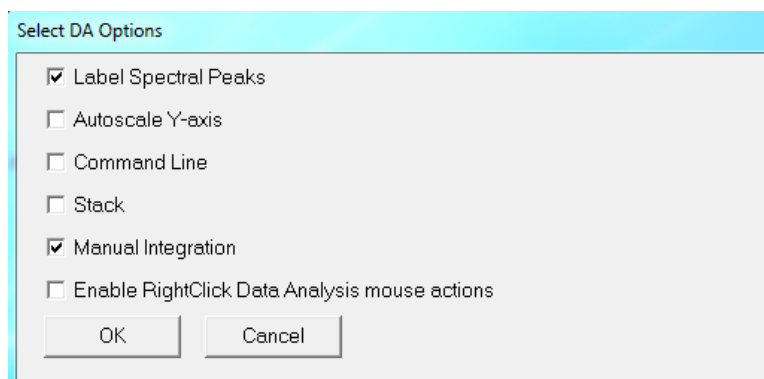 Select DA Options
Label Spectral Peaks
Autoscale Y-axis
Command Line
Stack
Manual Integration
Enable RightClick Data Analysis mouse actions
OK Cancel